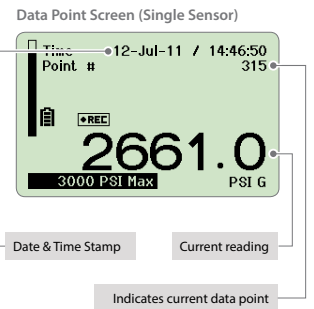 Data Point Screen (Single Sensor)
Time 12-Jul-11 / 14:46:50
Point # 315
REC
2661.0
3000 PSI Max PSI G
Date & Time Stamp Current reading
Indicates current data point